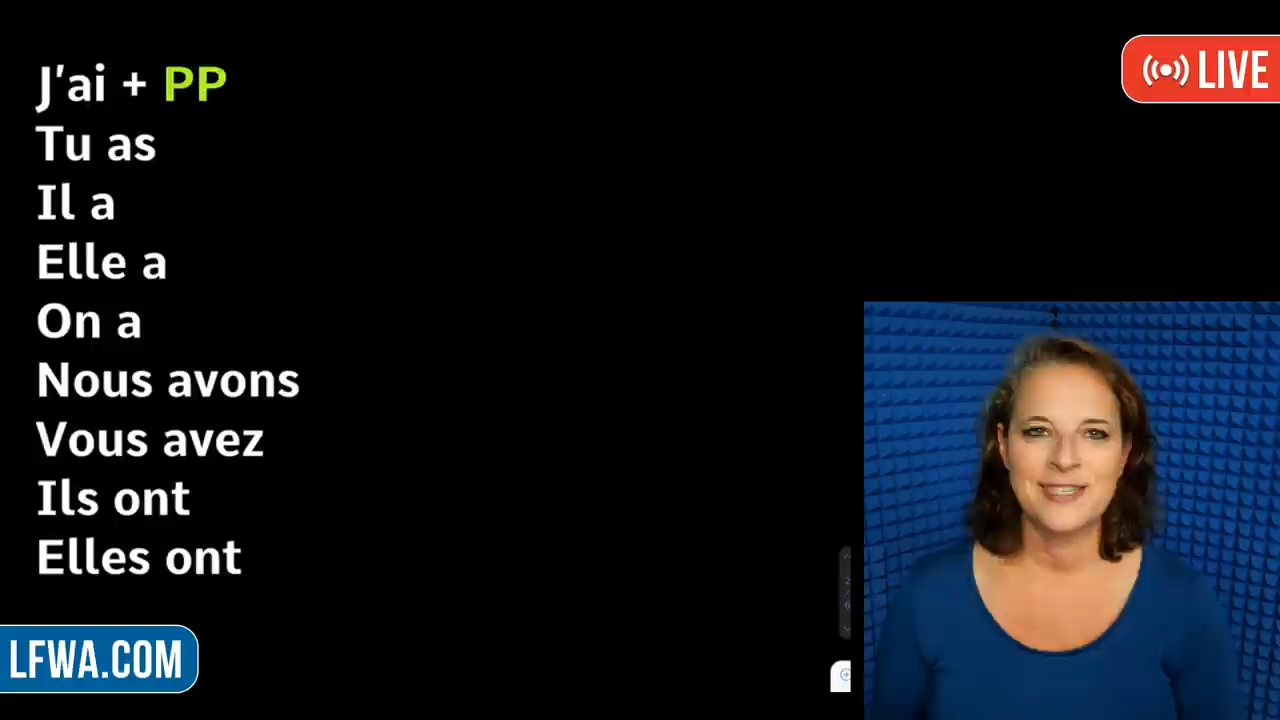 J'ai + PP
Tu as
Il a
Elle a
On a
Nous avons
Vous avez
Ils ont
Elles ont
LIVE
LFWA.COM